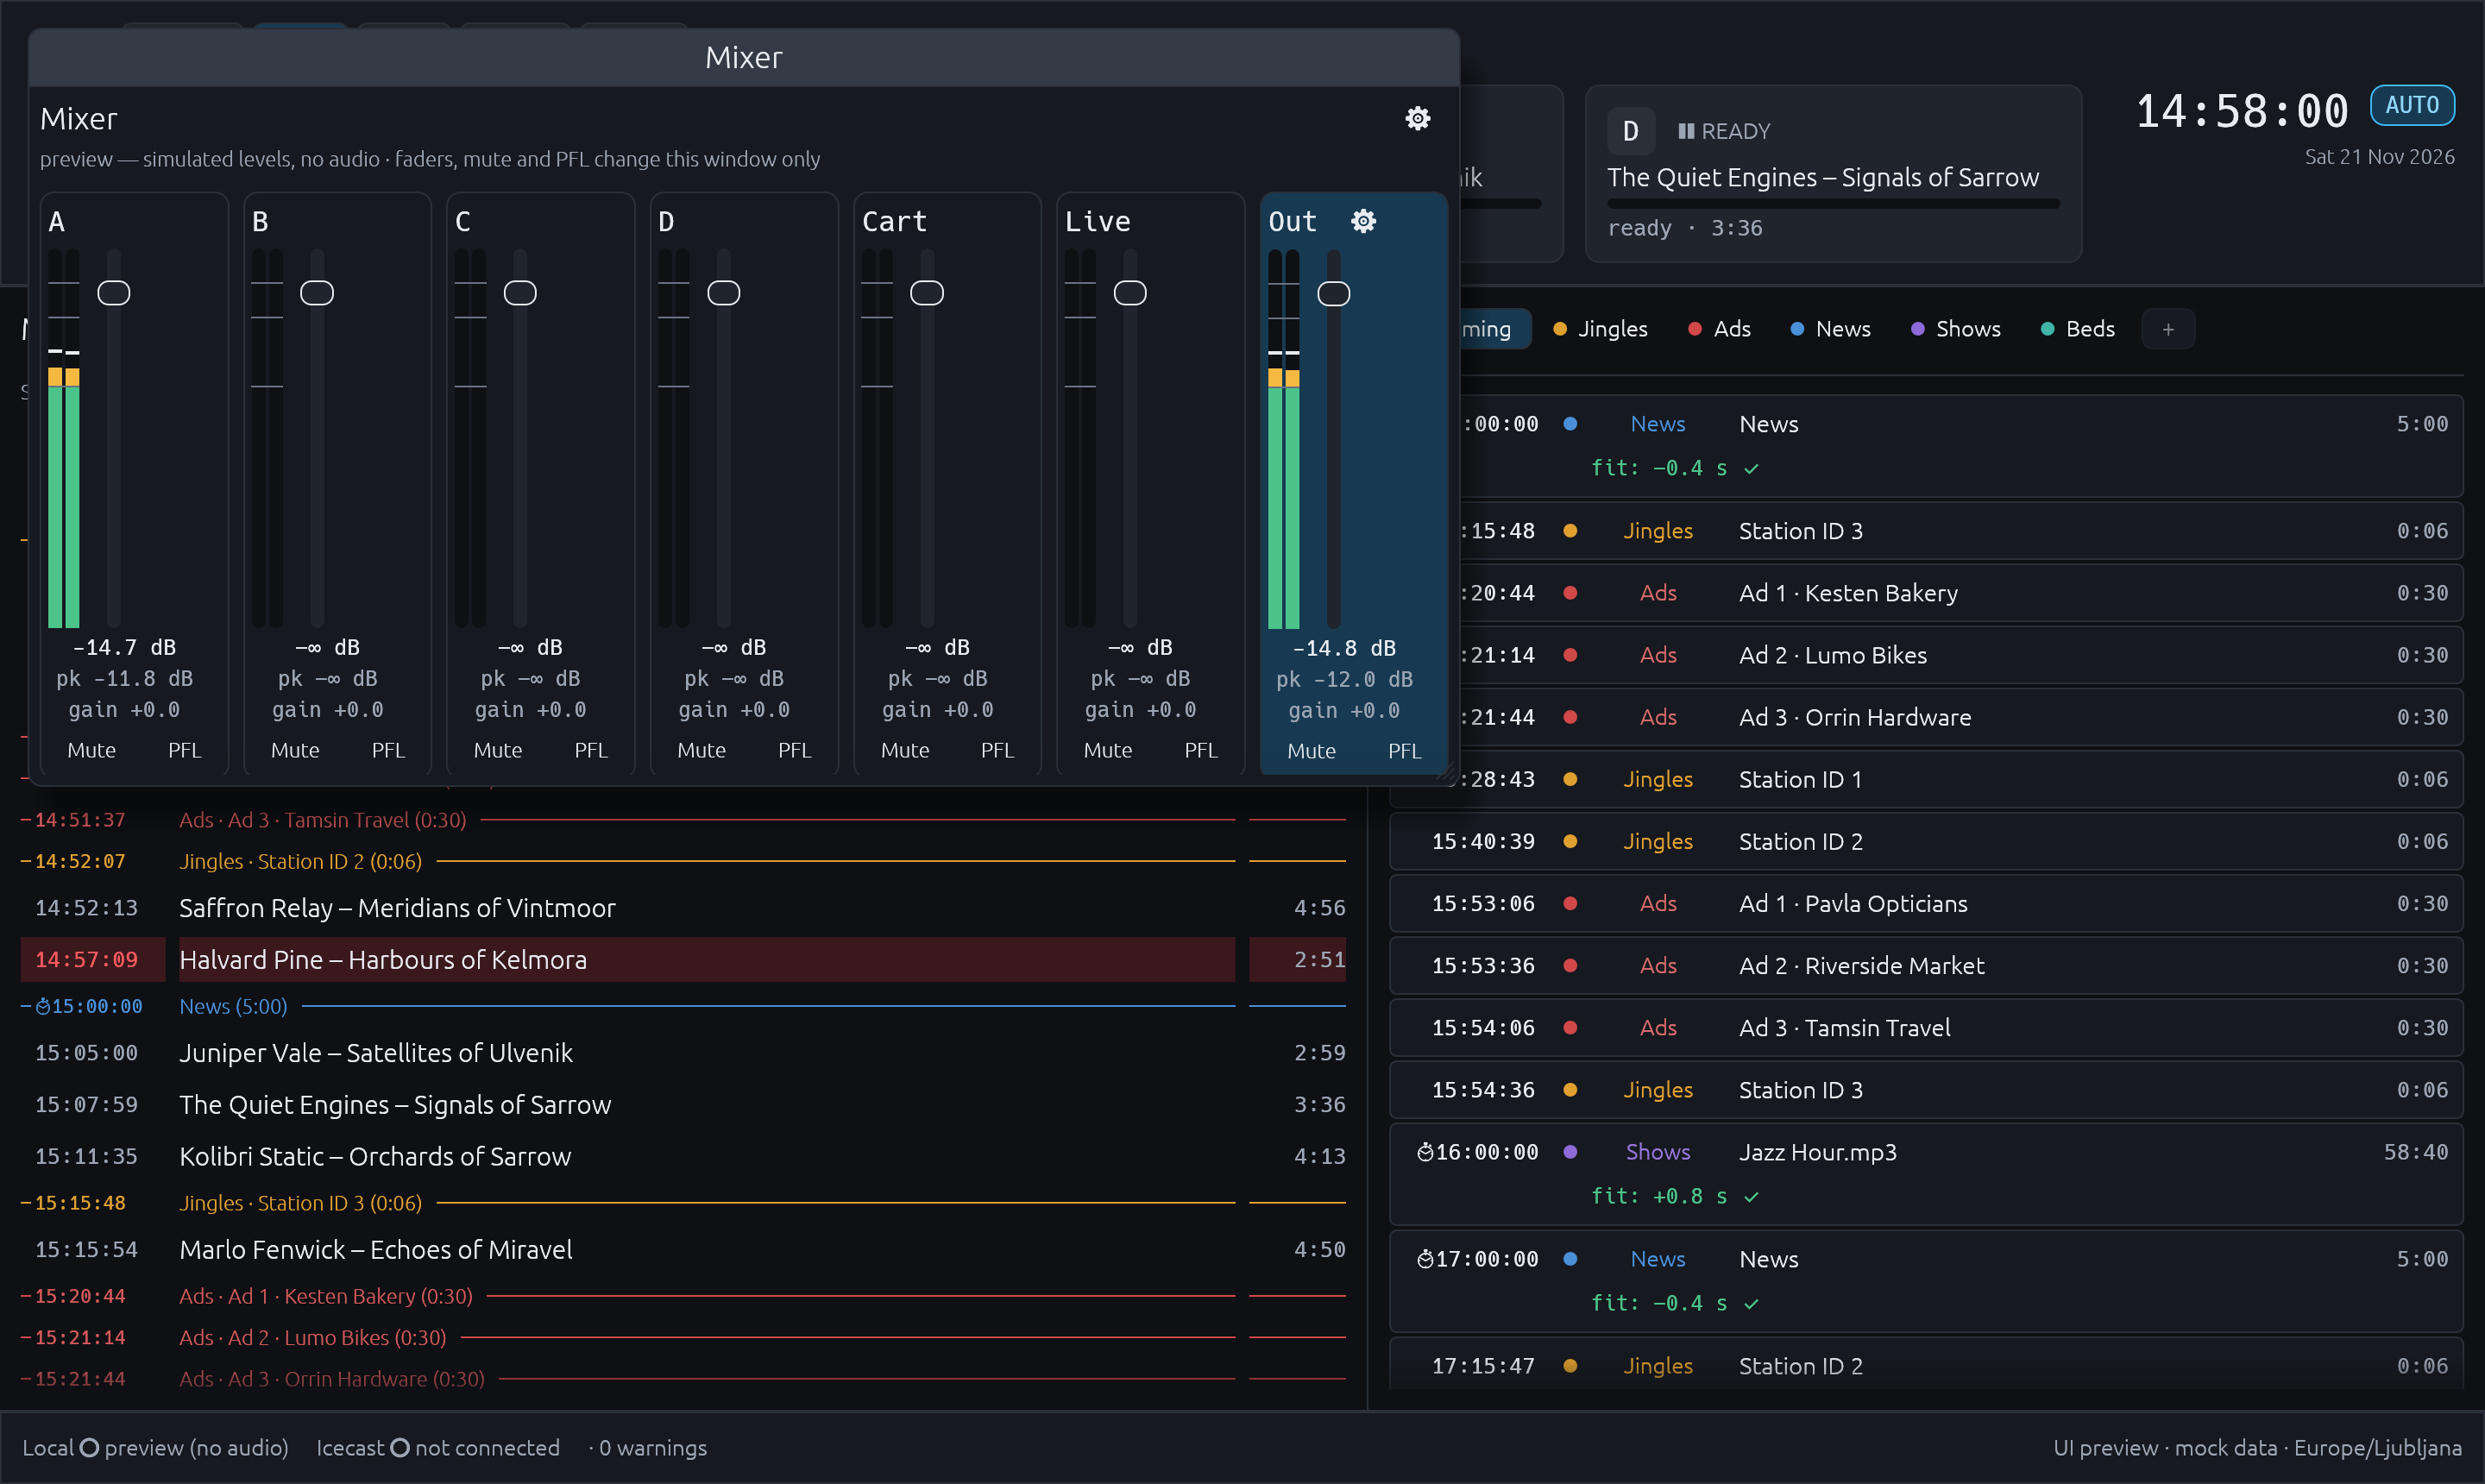 Mixer
Mixer
preview — simulated levels, no audio · faders, mute and PFL change this window only
A
B
C
D
Cart
Live
Out
-14.7 dB
-∞ dB
-∞ dB
-∞ dB
-∞ dB
-∞ dB
-14.8 dB
pk -11.8 dB
pk -∞ dB
pk -∞ dB
pk -∞ dB
pk -∞ dB
pk -∞ dB
pk -12.0 dB
gain +0.0
gain +0.0
gain +0.0
gain +0.0
gain +0.0
gain +0.0
gain +0.0
Mute PFL
Mute PFL
Mute PFL
Mute PFL
Mute PFL
Mute PFL
Mute PFL
D READY
The Quiet Engines – Signals of Sarrow
ready · 3:36
14:58:00 AUTO
Sat 21 Nov 2026
Jingles Ads News Shows Beds +
:00:00 News News 5:00
fit: −0.4 s ✓
:15:48 Jingles Station ID 3 0:06
:20:44 Ads Ad 1 · Kesten Bakery 0:30
:21:14 Ads Ad 2 · Lumo Bikes 0:30
:21:44 Ads Ad 3 · Orrin Hardware 0:30
:28:43 Jingles Station ID 1 0:06
15:40:39 Jingles Station ID 2 0:06
15:53:06 Ads Ad 1 · Pavla Opticians 0:30
15:53:36 Ads Ad 2 · Riverside Market 0:30
15:54:06 Ads Ad 3 · Tamsin Travel 0:30
15:54:36 Jingles Station ID 3 0:06
16:00:00 Shows Jazz Hour.mp3 58:40
fit: +0.8 s ✓
17:00:00 News News 5:00
fit: −0.4 s ✓
17:15:47 Jingles Station ID 2 0:06
14:51:37 Ads · Ad 3 · Tamsin Travel (0:30)
14:52:07 Jingles · Station ID 2 (0:06)
14:52:13 Saffron Relay – Meridians of Vintmoor 4:56
14:57:09 Halvard Pine – Harbours of Kelmora 2:51
15:00:00 News (5:00)
15:05:00 Juniper Vale – Satellites of Ulvenik 2:59
15:07:59 The Quiet Engines – Signals of Sarrow 3:36
15:11:35 Kolibri Static – Orchards of Sarrow 4:13
15:15:48 Jingles · Station ID 3 (0:06)
15:15:54 Marlo Fenwick – Echoes of Miravel 4:50
15:20:44 Ads · Ad 1 · Kesten Bakery (0:30)
15:21:14 Ads · Ad 2 · Lumo Bikes (0:30)
15:21:44 Ads · Ad 3 · Orrin Hardware (0:30)
Local preview (no audio) Icecast not connected · 0 warnings
UI preview · mock data · Europe/Ljubljana